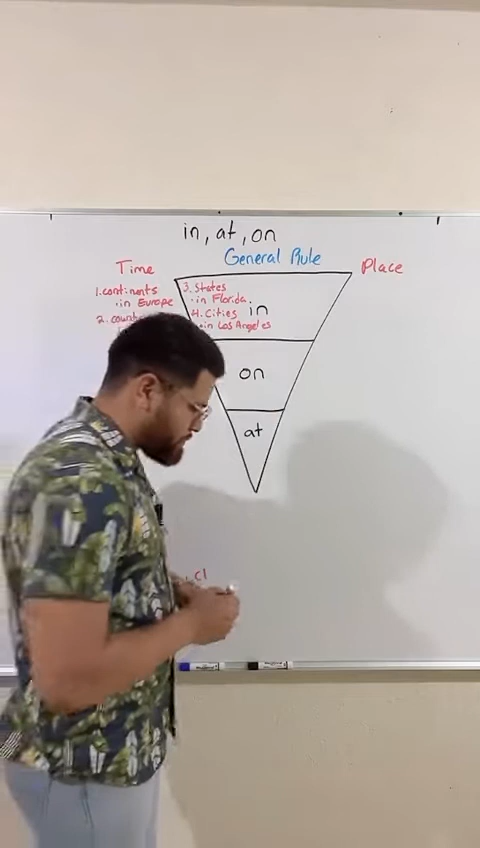 in, at, on
General Rule
Time
Place
1. continents
· in Europe
2.
3. States
· in Florida
4. Cities
in Los Angeles
in
on
at